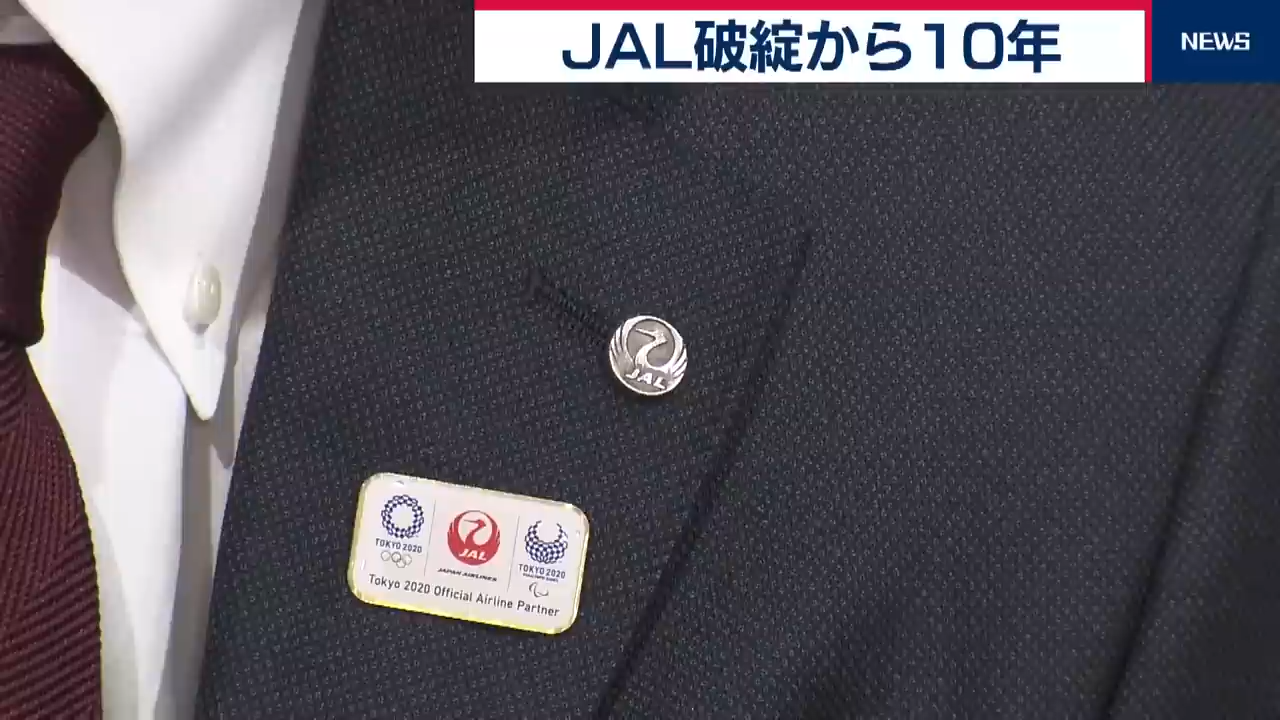 JAL破綻から10年
NEWS
JAL
TOKYO 2020
JAL
JAPAN AIRLINES
TOKYO 2020
Tokyo 2020 Official Airline Partner